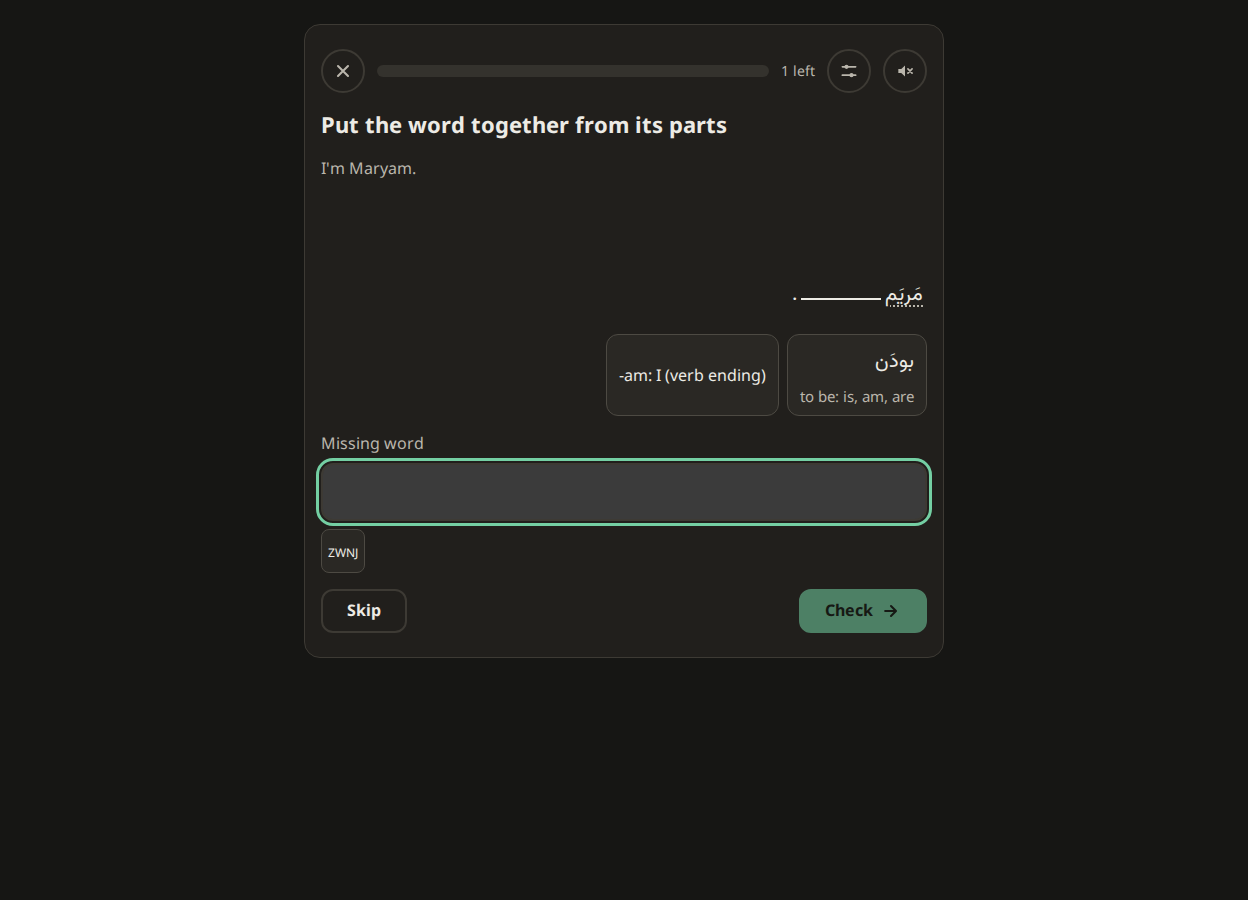 1 left
Put the word together from its parts
I'm Maryam.
مَریَم ________ .
بودَن
to be: is, am, are
-am: I (verb ending)
Missing word
ZWNJ
Skip
Check →